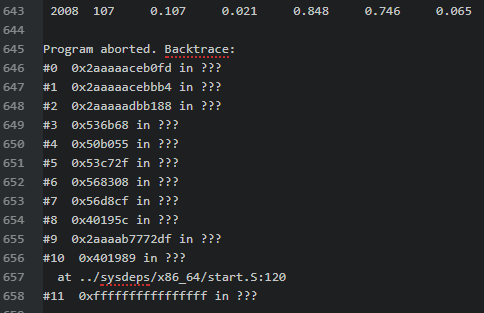 643 2008 107 0.107 0.021 0.848 0.746 0.065
644
645 Program aborted. Backtrace:
646 #0 0x2aaaaaceb0fd in ???
647 #1 0x2aaaaacebbb4 in ???
648 #2 0x2aaaaadbb188 in ???
649 #3 0x536b68 in ???
650 #4 0x50b055 in ???
651 #5 0x53c72f in ???
652 #6 0x568308 in ???
653 #7 0x56d8cf in ???
654 #8 0x40195c in ???
655 #9 0x2aaaab7772df in ???
656 #10 0x401989 in ???
657 at ../sysdeps/x86_64/start.S:120
658 #11 0xffffffffffffffff in ???